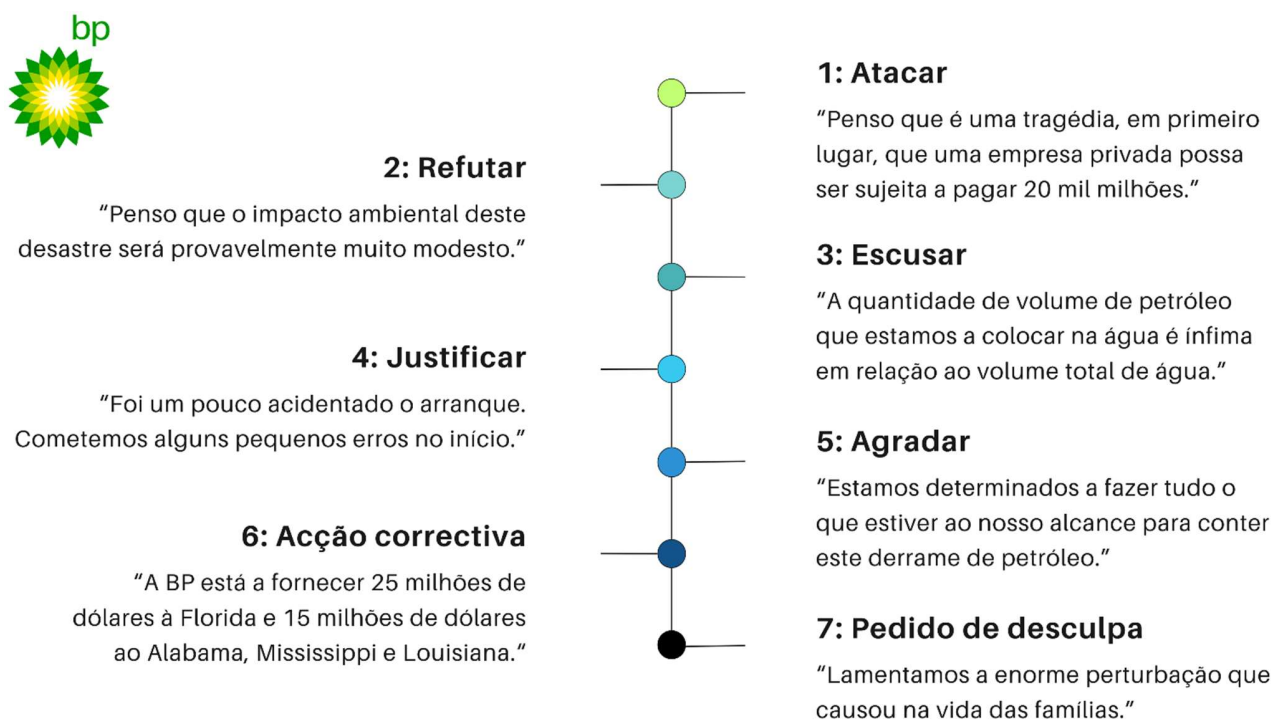 bp
1: Atacar
“Penso que é uma tragédia, em primeiro
lugar, que uma empresa privada possa
ser sujeita a pagar 20 mil milhões.”
2: Refutar
“Penso que o impacto ambiental deste
desastre será provavelmente muito modesto.”
3: Escusar
“A quantidade de volume de petróleo
que estamos a colocar na água é ínfima
em relação ao volume total de água.”
4: Justificar
“Foi um pouco acidentado o arranque.
Cometemos alguns pequenos erros no início.”
5: Agradar
“Estamos determinados a fazer tudo o
que estiver ao nosso alcance para conter
este derrame de petróleo.”
6: Acção correctiva
“A BP está a fornecer 25 milhões de
dólares à Florida e 15 milhões de dólares
ao Alabama, Mississippi e Louisiana.“
7: Pedido de desculpa
“Lamentamos a enorme perturbação que
causou na vida das famílias.”